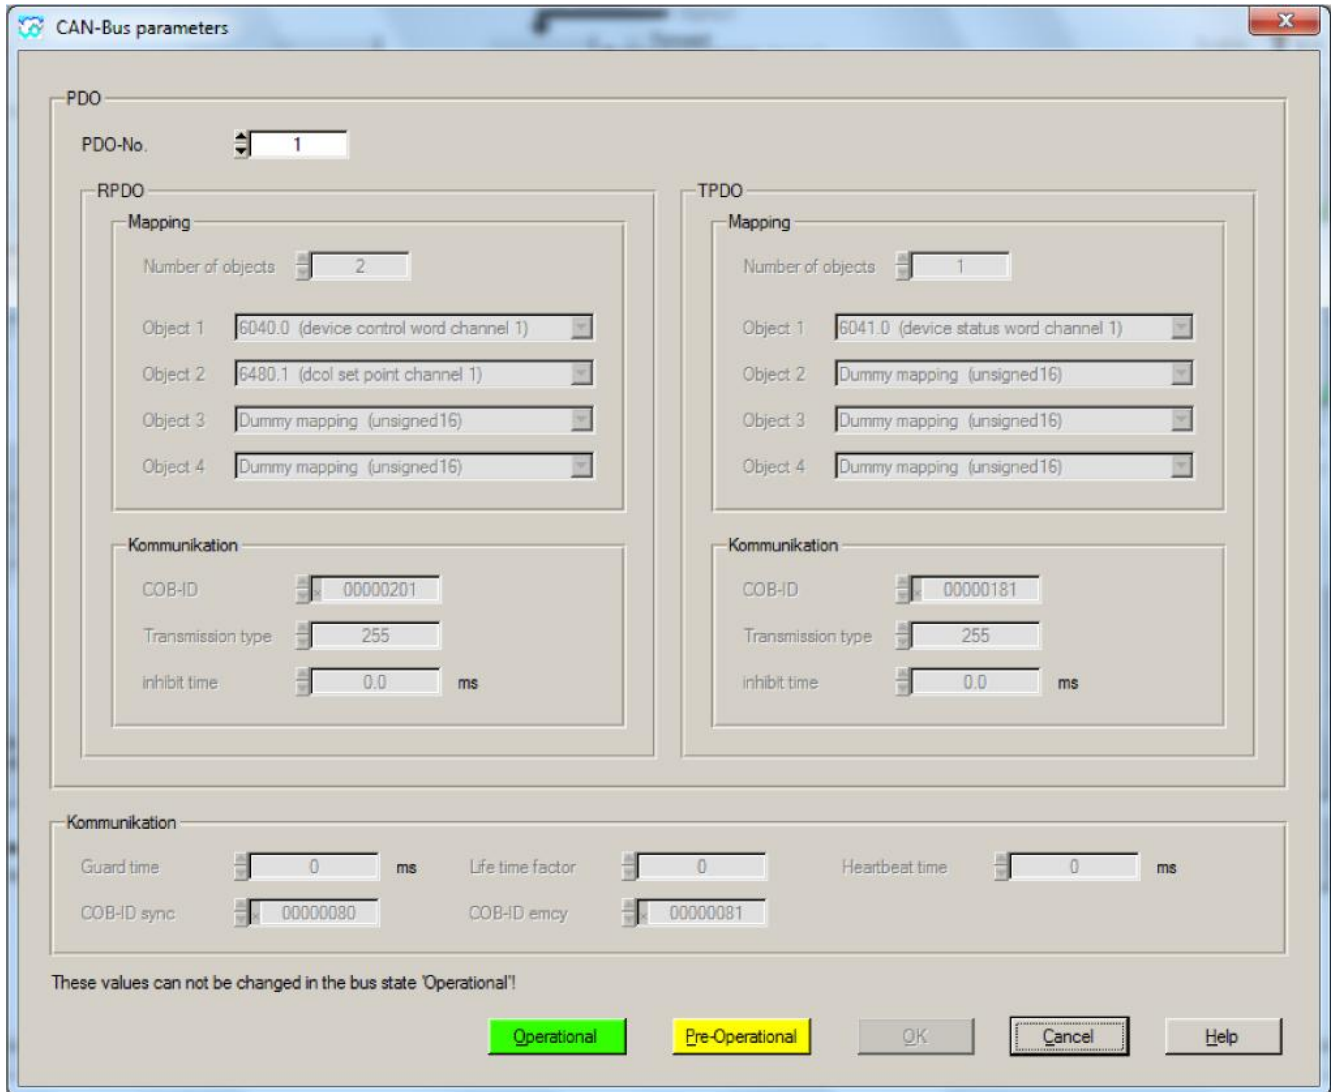 CAN-Bus parameters
PDO
PDO-No. 1
RPDO
Mapping
Number of objects 2
Object 1 6040.0 (device control word channel 1)
Object 2 6480.1 (dcol set point channel 1)
Object 3 Dummy mapping (unsigned16)
Object 4 Dummy mapping (unsigned16)
Kommunikation
COB-ID x 00000201
Transmission type 255
inhibit time 0.0 ms
TPDO
Mapping
Number of objects 1
Object 1 6041.0 (device status word channel 1)
Object 2 Dummy mapping (unsigned16)
Object 3 Dummy mapping (unsigned16)
Object 4 Dummy mapping (unsigned16)
Kommunikation
COB-ID x 00000181
Transmission type 255
inhibit time 0.0 ms
Kommunikation
Guard time 0 ms Life time factor 0 Heartbeat time 0 ms
COB-ID sync x 00000080 COB-ID emcy x 00000081
These values can not be changed in the bus state 'Operational'!
Operational Pre-Operational OK Cancel Help